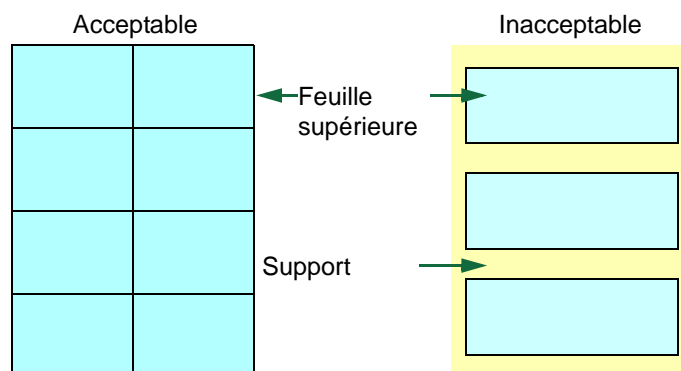 Acceptable
Inacceptable
Feuille
supérieure
Support